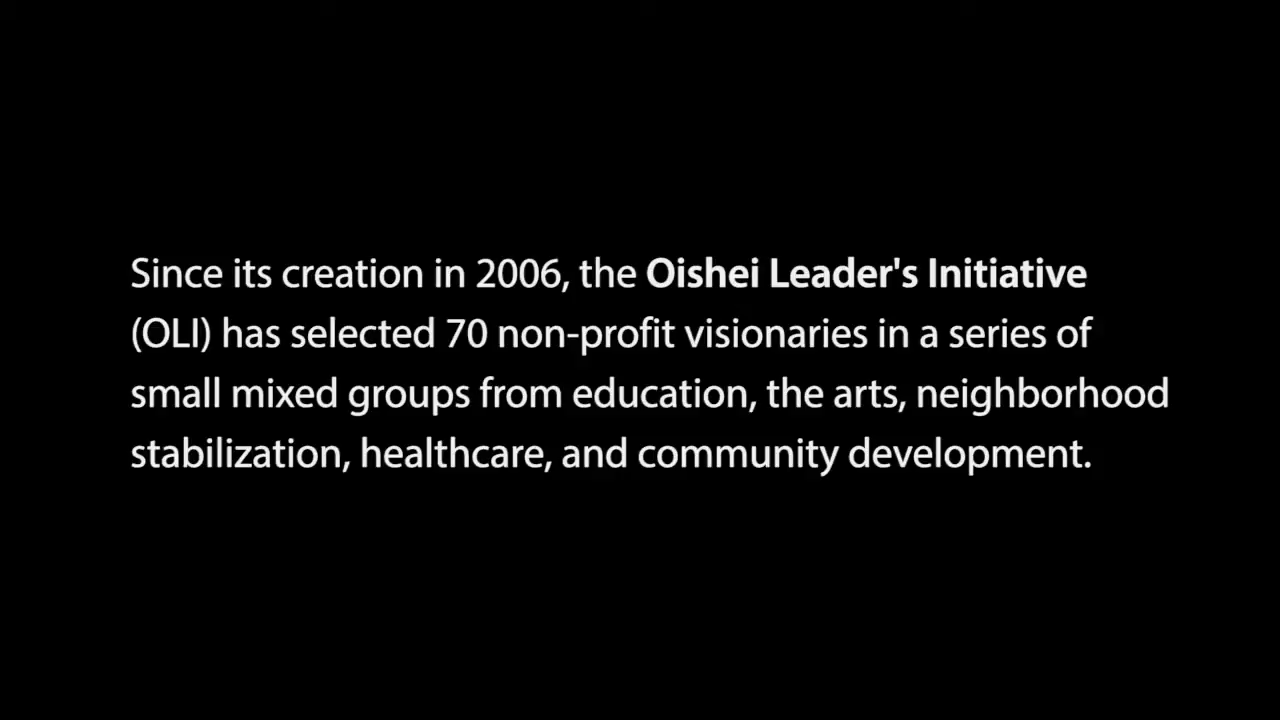 Since its creation in 2006, the Oishei Leader's Initiative
(OLI) has selected 70 non-profit visionaries in a series of
small mixed groups from education, the arts, neighborhood
stabilization, healthcare, and community development.